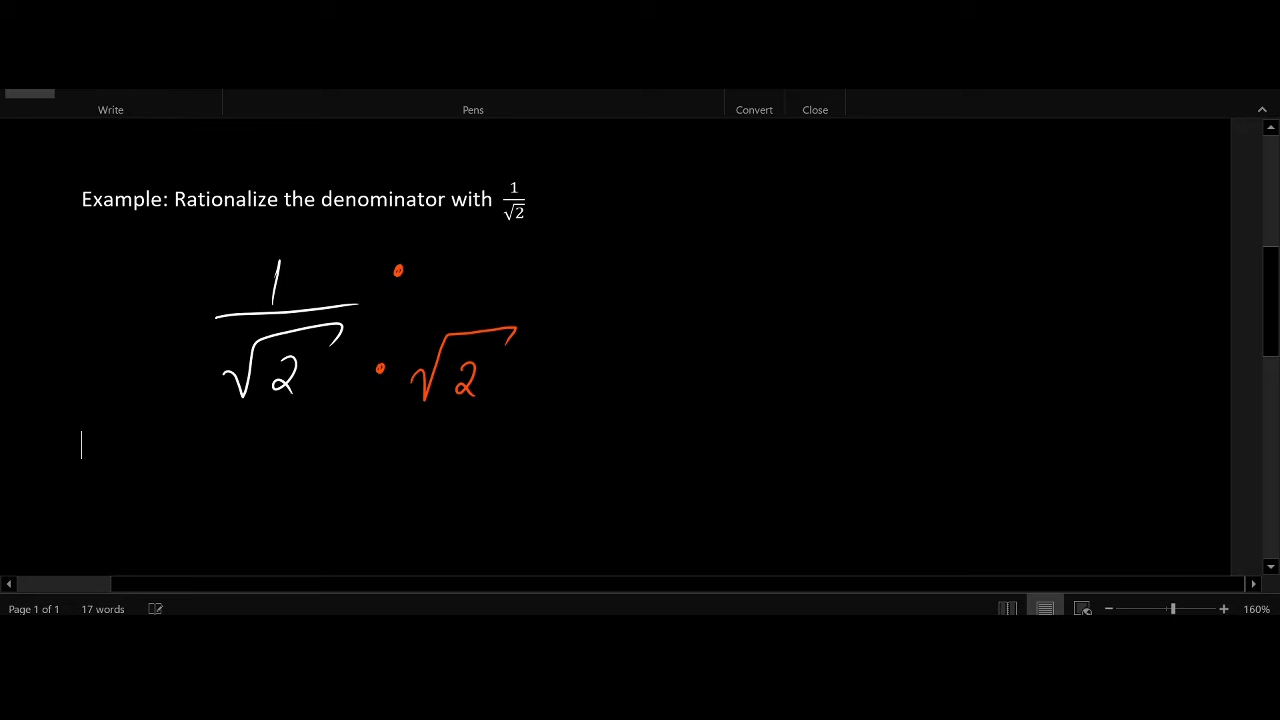 Write Pens Convert Close
Example: Rationalize the denominator with 1/√2
1 •
√2 • √2
Page 1 of 1 17 words 160%